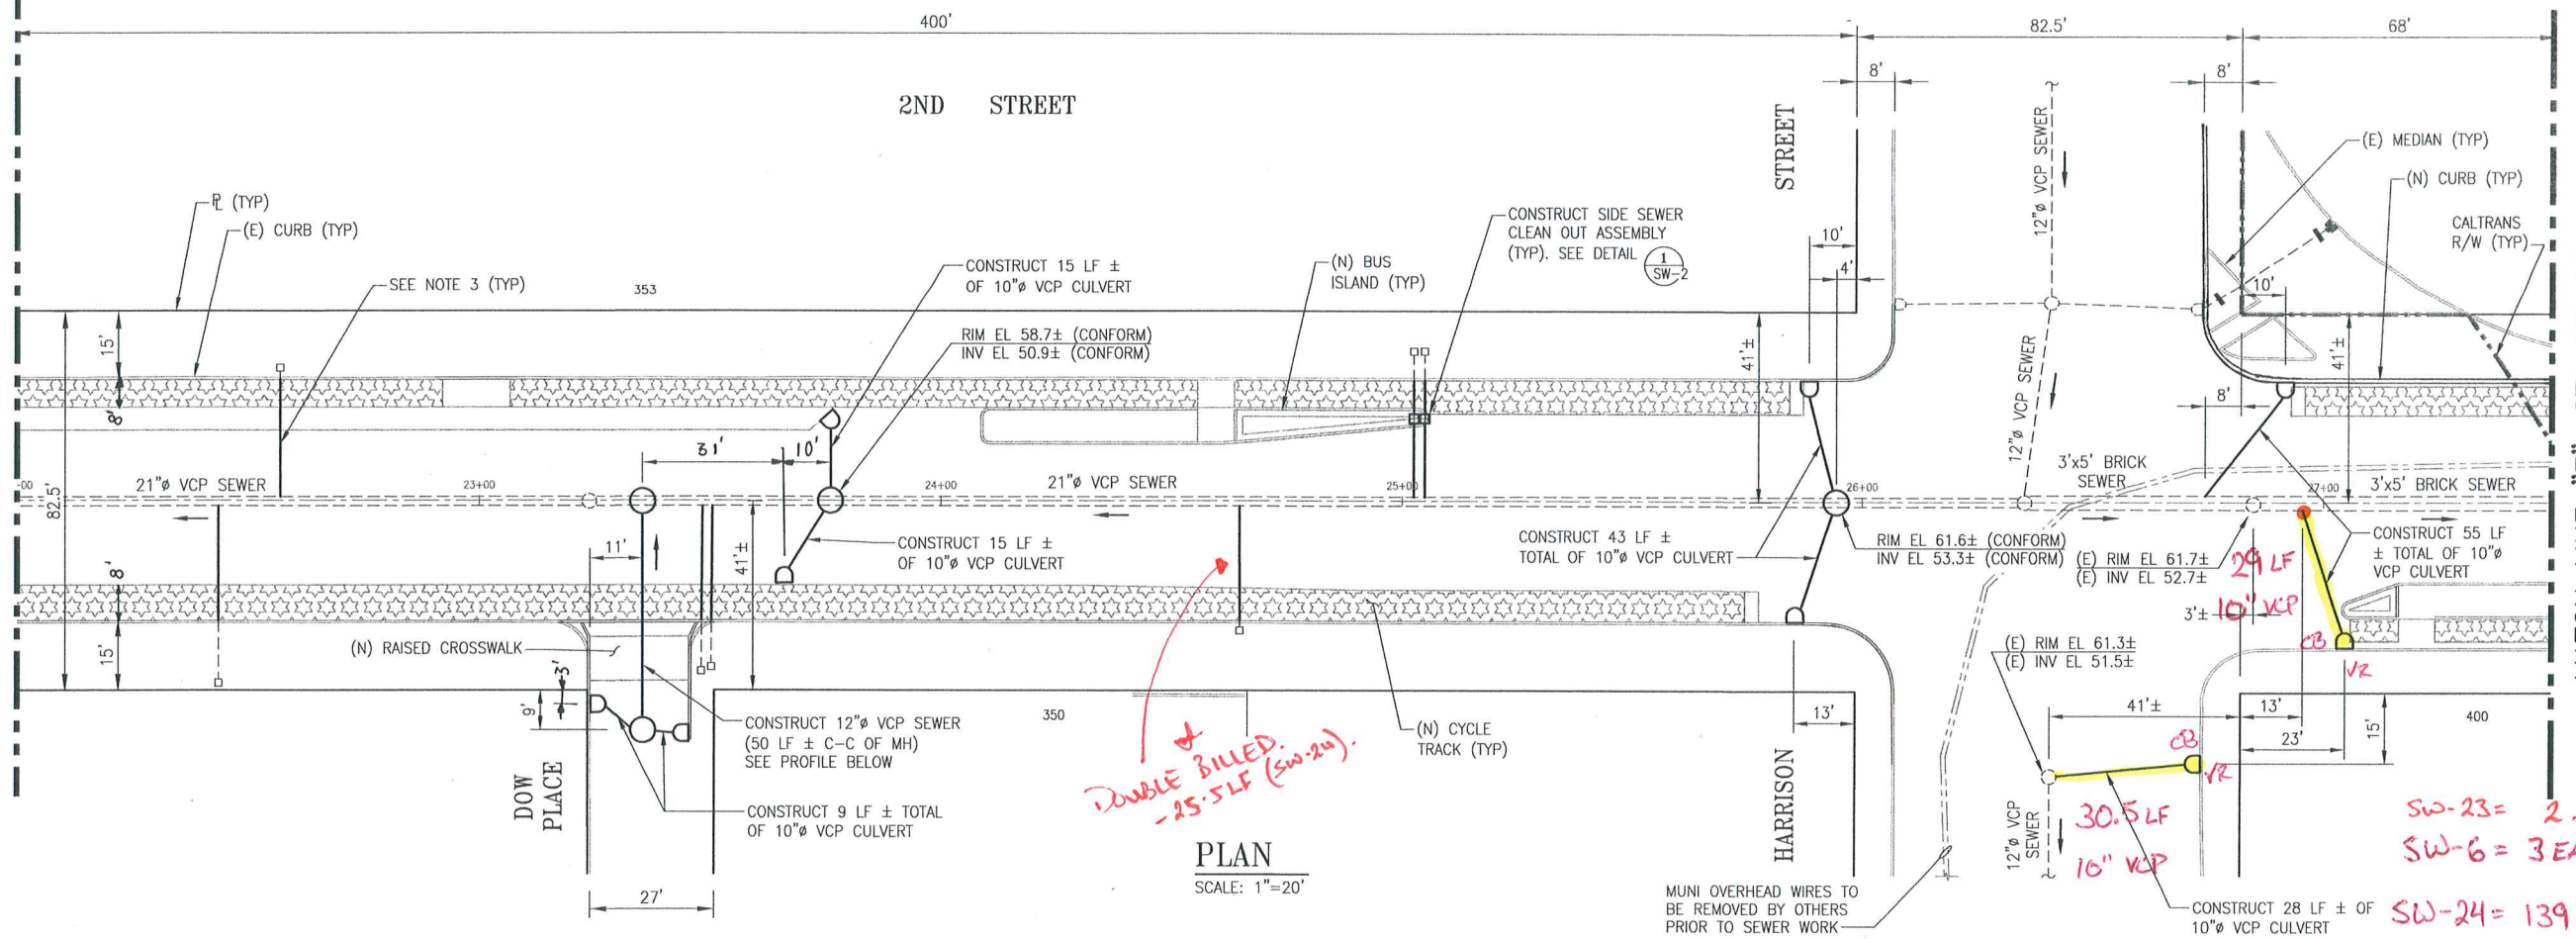 400'
82.5'
68'
8'
8'
2ND STREET
STREET
12"ø VCP SEWER
(E) MEDIAN (TYP)
(N) CURB (TYP)
CALTRANS
R/W (TYP)
PL (TYP)
(E) CURB (TYP)
SEE NOTE 3 (TYP)
353
CONSTRUCT 15 LF ±
OF 10"ø VCP CULVERT
RIM EL 58.7± (CONFORM)
INV EL 50.9± (CONFORM)
(N) BUS
ISLAND (TYP)
CONSTRUCT SIDE SEWER
CLEAN OUT ASSEMBLY
(TYP). SEE DETAIL
1
SW-2
10'
4'
10'
15'
8'
41'±
41'±
8'
12"ø VCP SEWER
82.5'
31'
10'
-00
21"ø VCP SEWER
23+00
24+00
21"ø VCP SEWER
25+00
26+00
3'x5' BRICK
SEWER
27+00
3'x5' BRICK SEWER
11'
41'±
CONSTRUCT 15 LF ±
OF 10"ø VCP CULVERT
CONSTRUCT 43 LF ±
TOTAL OF 10"ø VCP CULVERT
RIM EL 61.6± (CONFORM)
INV EL 53.3± (CONFORM)
(E) RIM EL 61.7±
(E) INV EL 52.7±
29 LF
10" VCP
CONSTRUCT 55 LF
± TOTAL OF 10"ø
VCP CULVERT
8'
15'
3'±
(N) RAISED CROSSWALK
(E) RIM EL 61.3±
(E) INV EL 51.5±
CB
VR
3'
9'
CONSTRUCT 12"ø VCP SEWER
(50 LF ± C-C OF MH)
SEE PROFILE BELOW
350
DOUBLE BILLED.
-25.5LF (SW-24).
(N) CYCLE
TRACK (TYP)
13'
41'±
13'
23'
15'
400
CB
VR
DOW
PLACE
CONSTRUCT 9 LF ± TOTAL
OF 10"ø VCP CULVERT
HARRISON
12"ø VCP
SEWER
30.5 LF
10" VCP
SW-23= 2.
SW-6 = 3 EA
SW-24= 139
PLAN
SCALE: 1"=20'
27'
MUNI OVERHEAD WIRES TO
BE REMOVED BY OTHERS
PRIOR TO SEWER WORK
CONSTRUCT 28 LF ± OF
10"ø VCP CULVERT